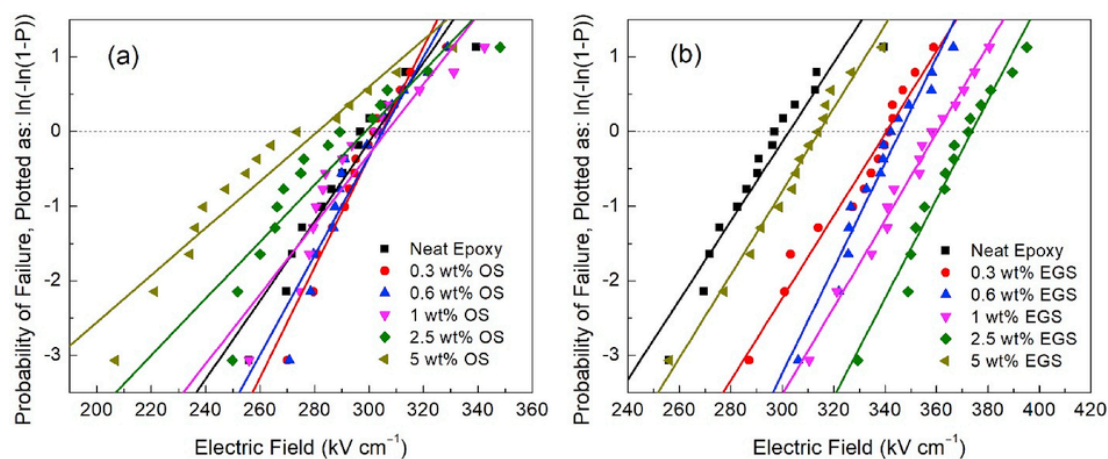 Probability of Failure, Plotted as: ln(-ln(1-P))
(a)
1
0
-1
-2
-3
Neat Epoxy
0.3 wt% OS
0.6 wt% OS
1 wt% OS
2.5 wt% OS
5 wt% OS
200 220 240 260 280 300 320 340 360
Electric Field (kV cm⁻¹)
Probability of Failure, Plotted as: ln(-ln(1-P))
(b)
1
0
-1
-2
-3
Neat Epoxy
0.3 wt% EGS
0.6 wt% EGS
1 wt% EGS
2.5 wt% EGS
5 wt% EGS
240 260 280 300 320 340 360 380 400 420
Electric Field (kV cm⁻¹)